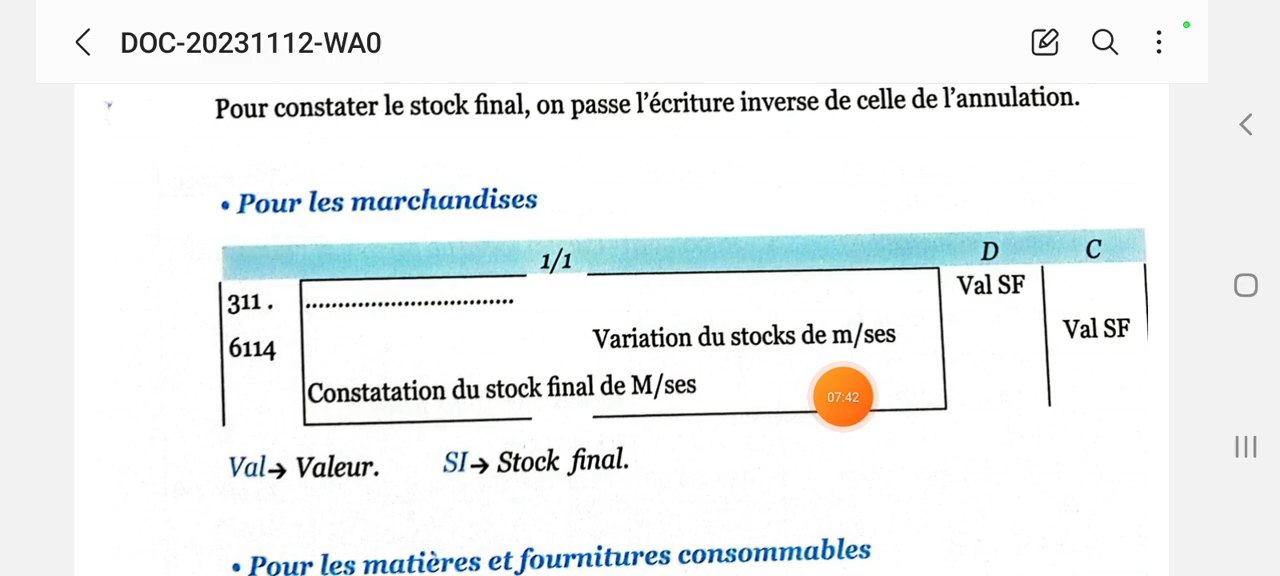 DOC-20231112-WA0
Pour constater le stock final, on passe l'écriture inverse de celle de l'annulation.
• Pour les marchandises
1/1 D C
311 . .................................. Val SF
6114 Variation du stocks de m/ses Val SF
Constatation du stock final de M/ses
07:42
Val→ Valeur. SI→ Stock final.
• Pour les matières et fournitures consommables